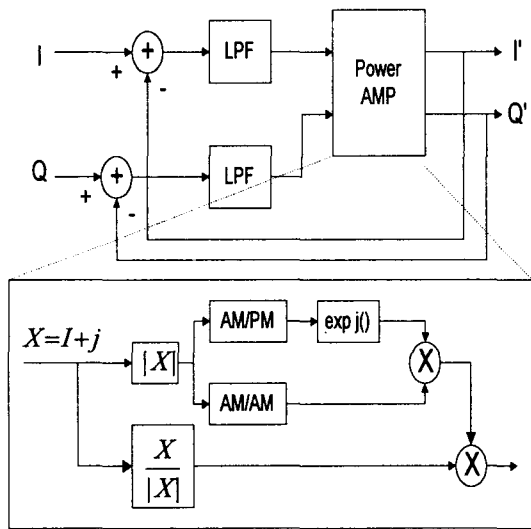 I
+
+
-
LPF
Power
AMP
I'
Q'
Q
+
+
-
LPF
X=I+j
|X|
AM/PM
exp j()
AM/AM
X
X
|X|
X